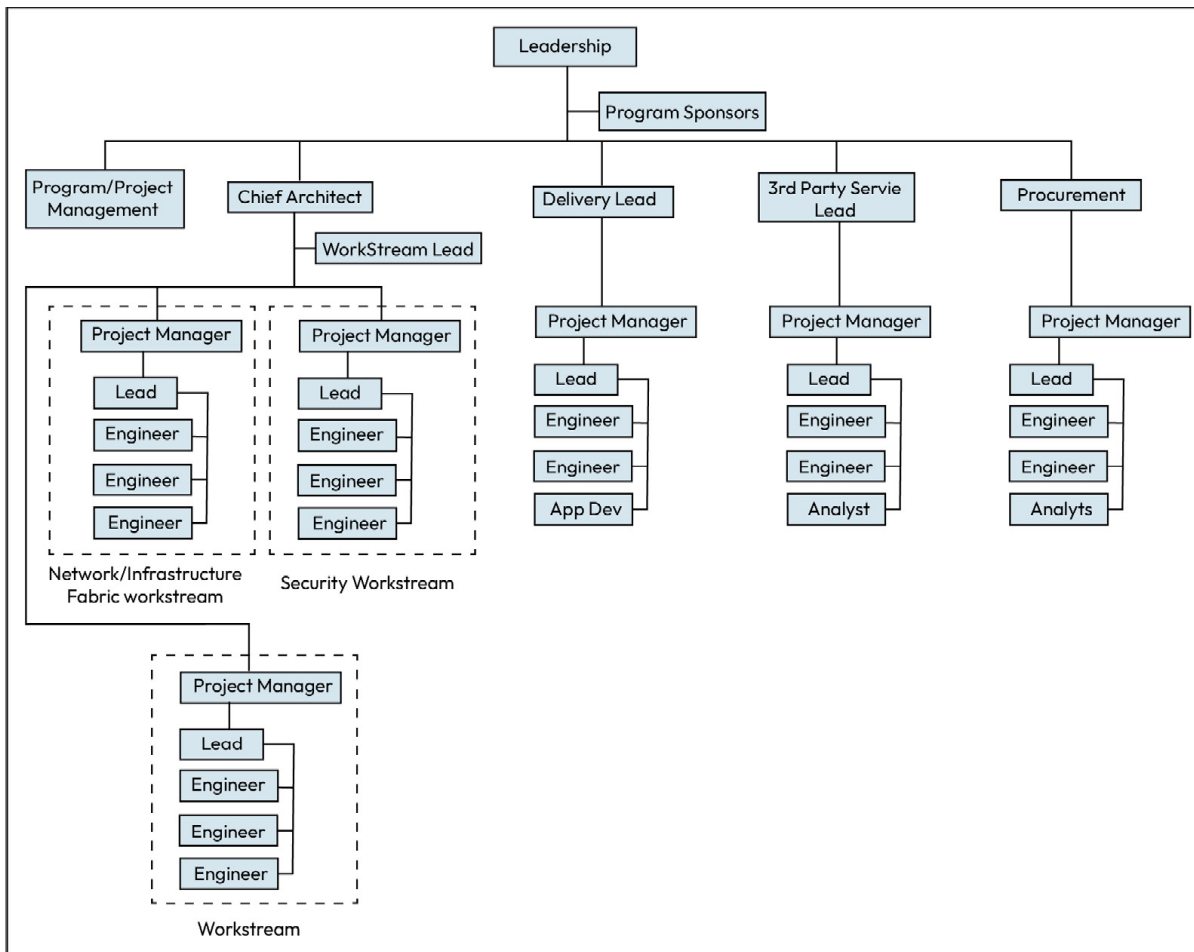 Leadership
Program Sponsors
Program/Project
Management
Chief Architect
Delivery Lead
3rd Party Servie
Lead
Procurement
WorkStream Lead
Project Manager
Lead
Engineer
Engineer
Engineer
Network/Infrastructure
Fabric workstream
Project Manager
Lead
Engineer
Engineer
Engineer
Security Workstream
Project Manager
Lead
Engineer
Engineer
App Dev
Project Manager
Lead
Engineer
Engineer
Analyst
Project Manager
Lead
Engineer
Engineer
Analyts
Project Manager
Lead
Engineer
Engineer
Engineer
Workstream